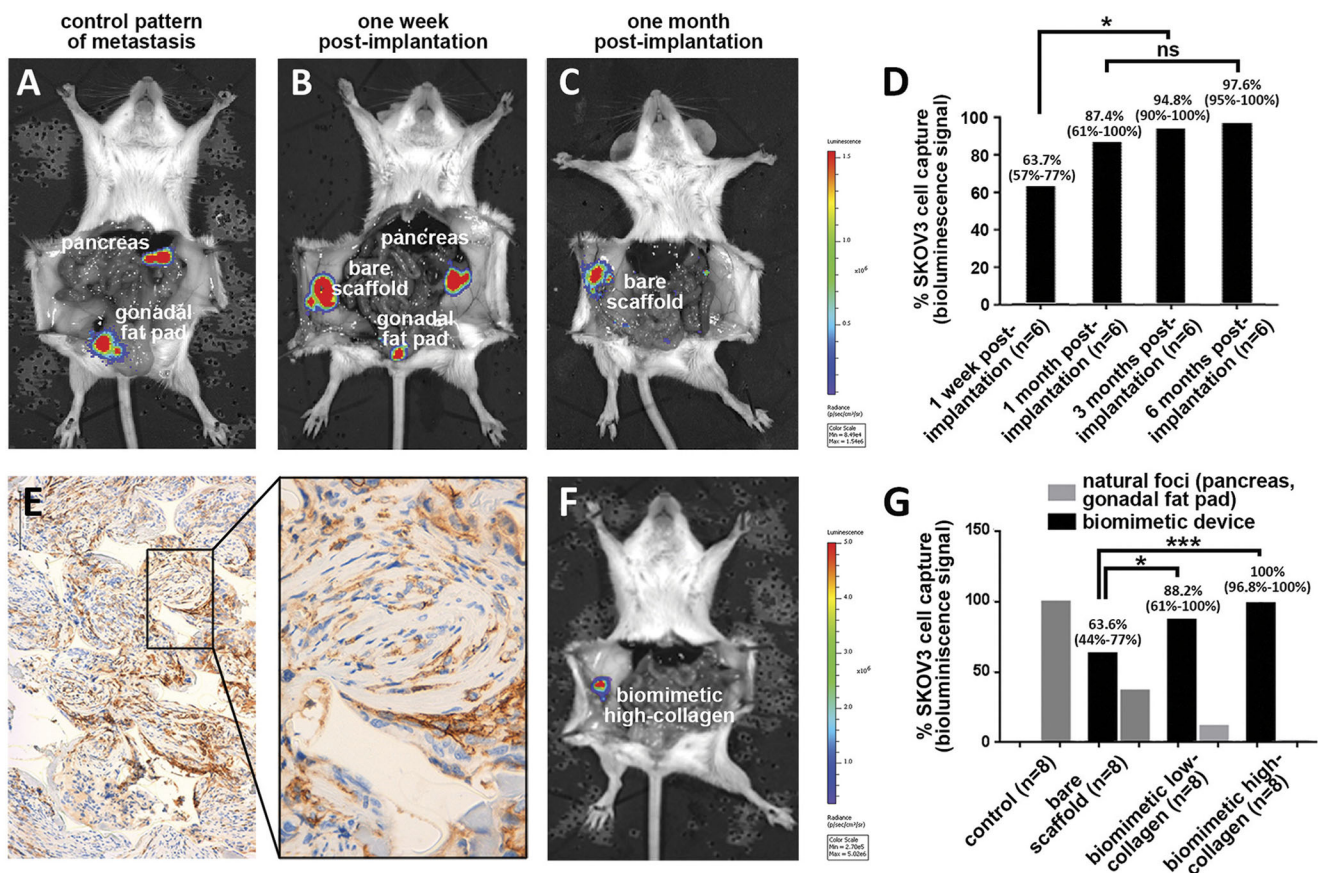 control pattern
of metastasis
one week
post-implantation
one month
post-implantation
A
pancreas
gonadal
fat pad
B
pancreas
bare
scaffold
gonadal
fat pad
C
bare
scaffold
Luminescence
1.5
1.0
x10⁶
0.5
Radiance
(p/sec/cm²/sr)
Color Scale
Min = 8.49e4
Max = 1.54e6
D
% SKOV3 cell capture
(bioluminescence signal)
100
80
60
40
20
0
*
ns
63.7%
(57%-77%)
87.4%
(61%-100%)
94.8%
(90%-100%)
97.6%
(95%-100%)
1 week post-
implantation (n=6)
1 month post-
implantation (n=6)
3 months post-
implantation (n=6)
6 months post-
implantation (n=6)
E
F
biomimetic
high-collagen
Luminescence
5.0
4.0
3.0
x10⁶
2.0
1.0
Radiance
(p/sec/cm²/sr)
Color Scale
Min = 2.70e5
Max = 5.02e6
G
natural foci (pancreas,
gonadal fat pad)
biomimetic device
% SKOV3 cell capture
(bioluminiscence signal)
150
100
50
0
***
*
63.6%
(44%-77%)
88.2%
(61%-100%)
100%
(96.8%-100%)
control (n=8)
bare
scaffold (n=8)
biomimetic low-
collagen (n=8)
biomimetic high-
collagen (n=8)